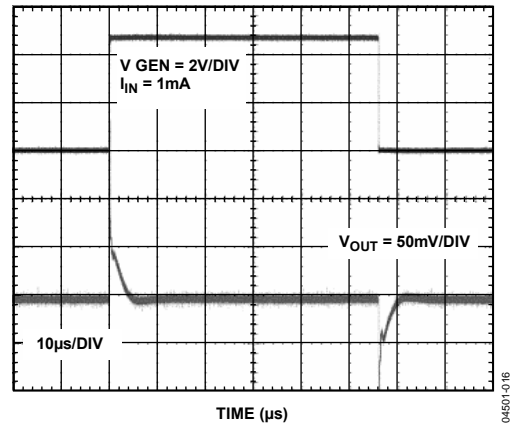 V GEN = 2V/DIV
IIN = 1mA
VOUT = 50mV/DIV
10µs/DIV
TIME (µs)
04501-016